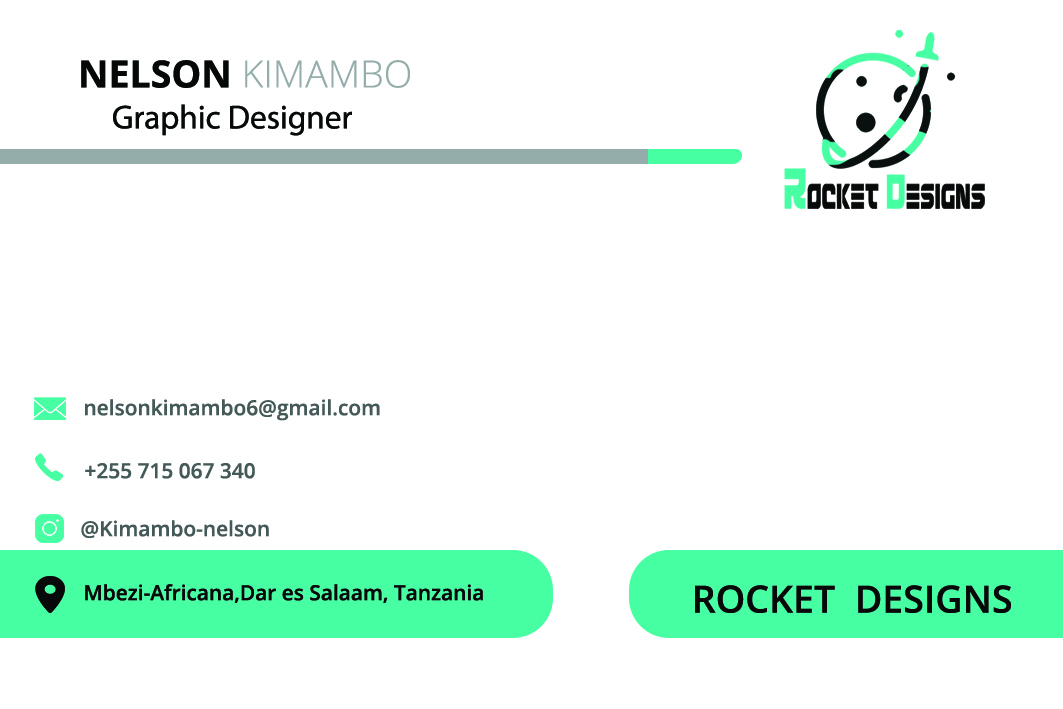 NELSON KIMAMBO
Graphic Designer
ROCKET DESIGNS
nelsonkimambo6@gmail.com
+255 715 067 340
@Kimambo-nelson
Mbezi-Africana,Dar es Salaam, Tanzania
ROCKET DESIGNS